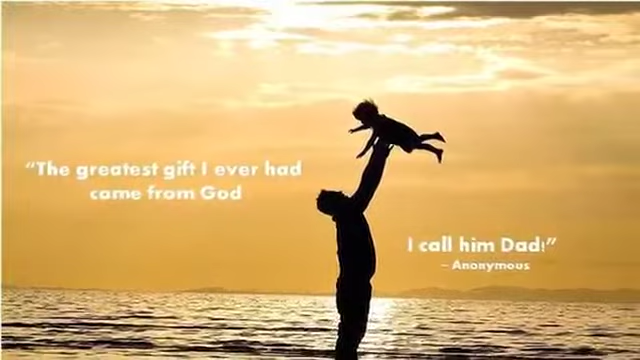 “The greatest gift I ever had
came from God
I call him Dad!”
– Anonymous